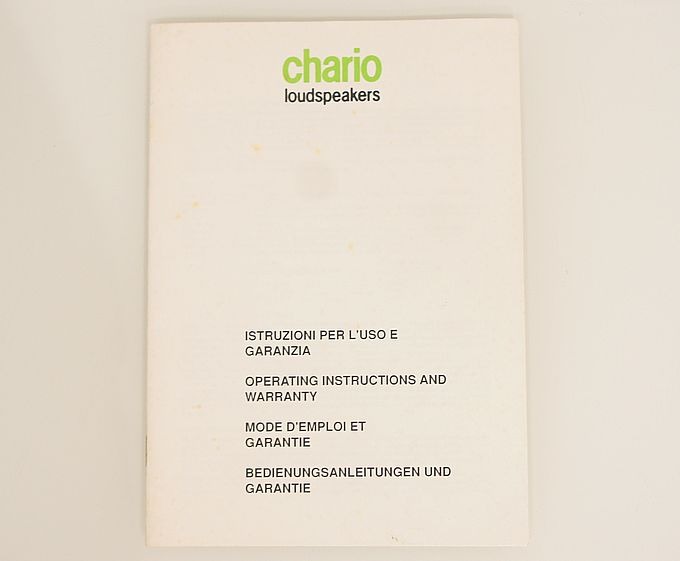 chario
loudspeakers
ISTRUZIONI PER L'USO E
GARANZIA
OPERATING INSTRUCTIONS AND
WARRANTY
MODE D'EMPLOI ET
GARANTIE
BEDIENUNGSANLEITUNGEN UND
GARANTIE